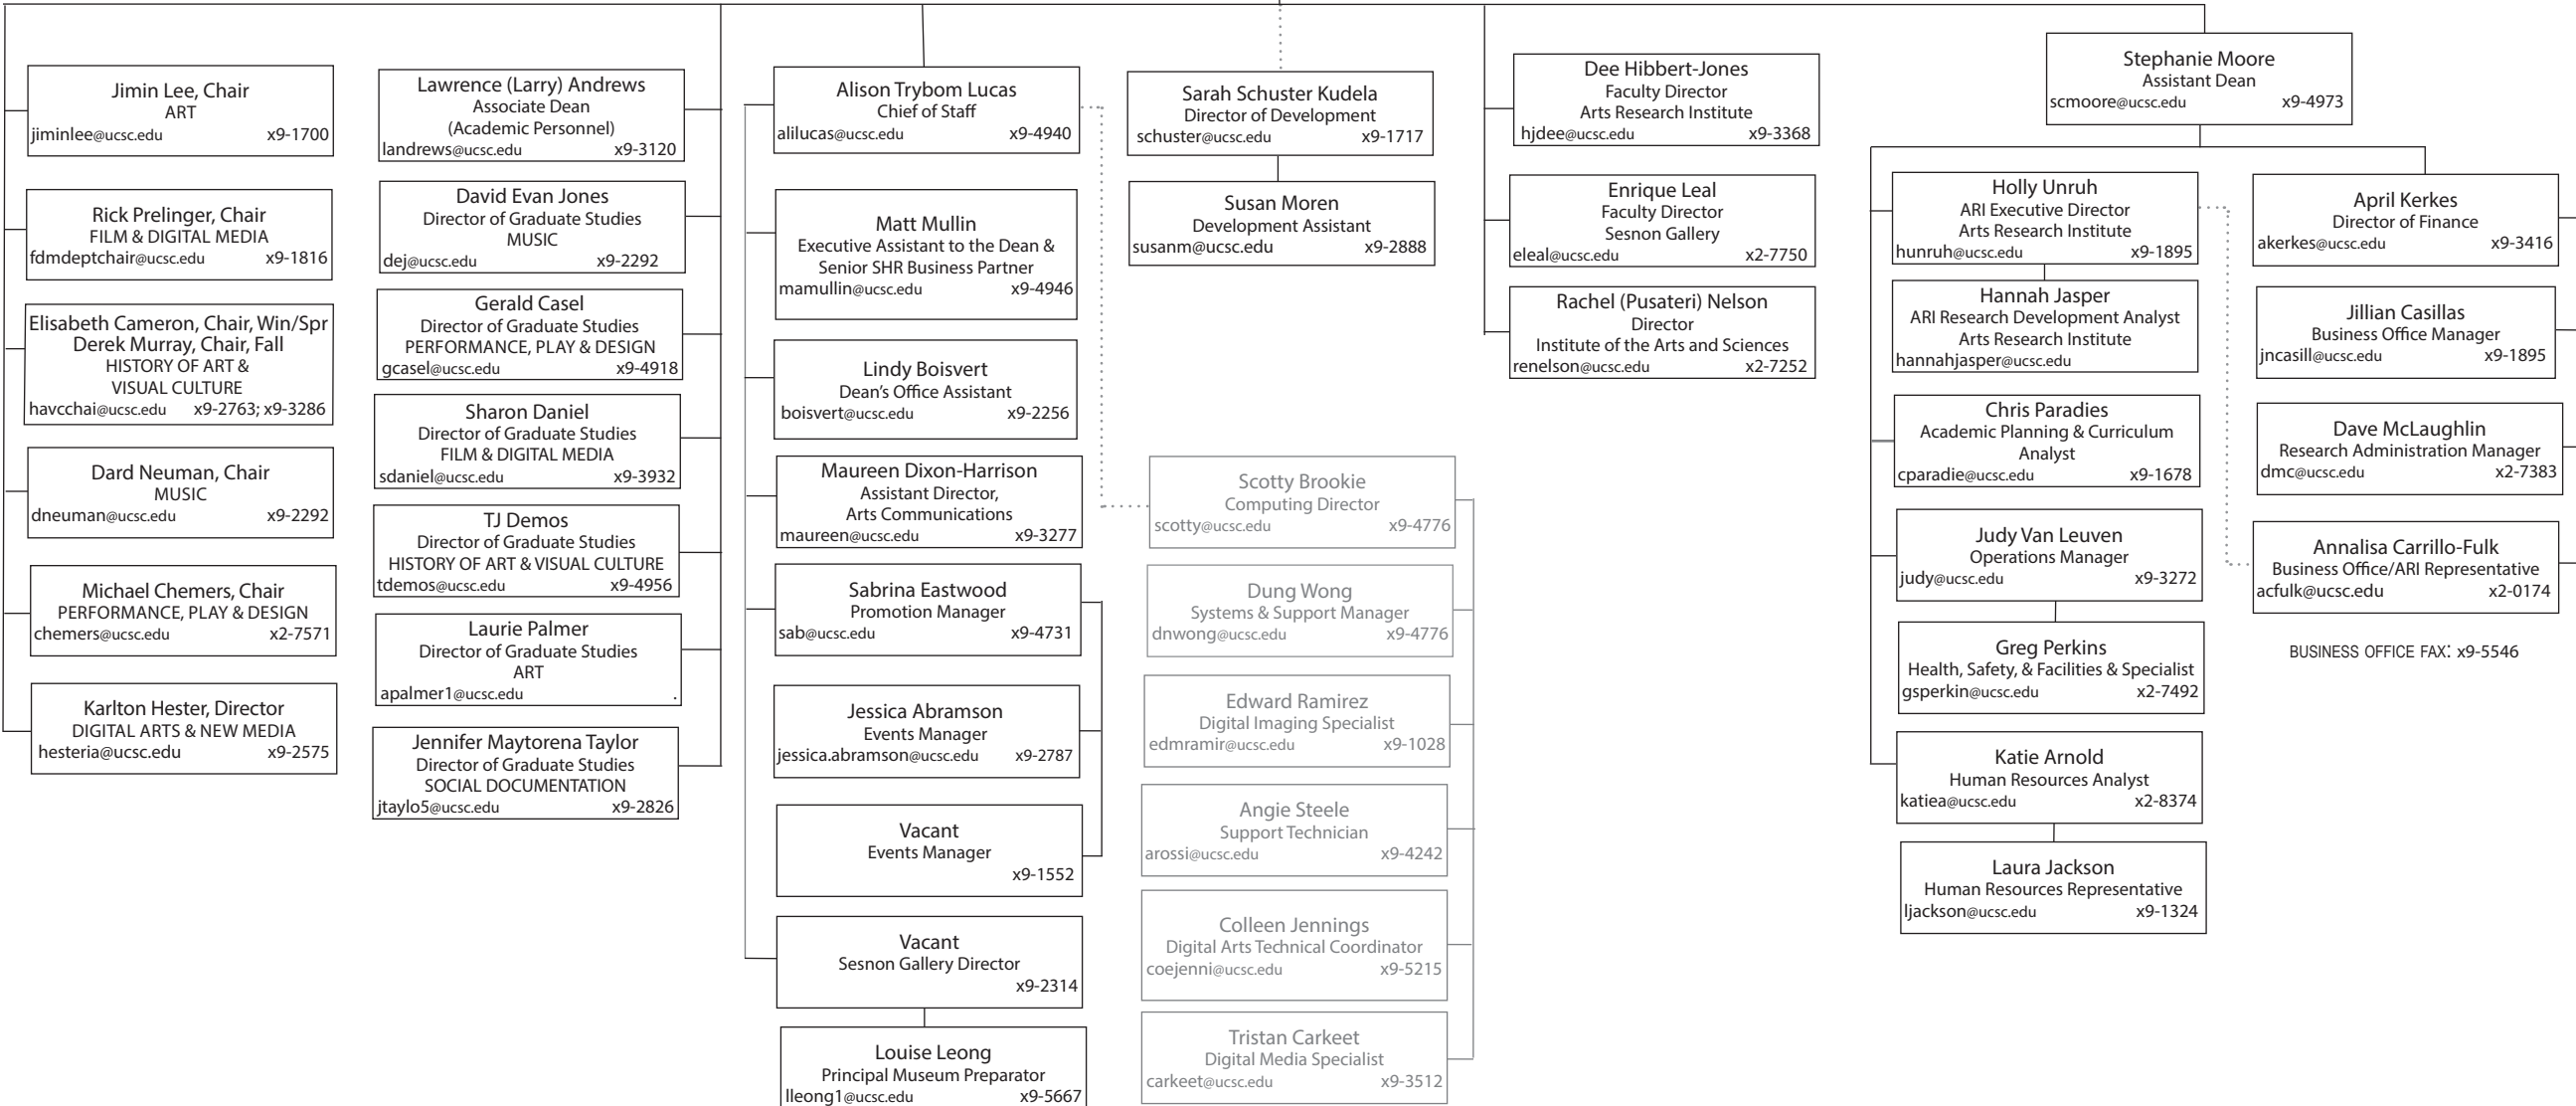 Jimin Lee, Chair
ART
jiminlee@ucsc.edu x9-1700
Rick Prelinger, Chair
FILM & DIGITAL MEDIA
fdmdeptchair@ucsc.edu x9-1816
Elisabeth Cameron, Chair, Win/Spr
Derek Murray, Chair, Fall
HISTORY OF ART &
VISUAL CULTURE
havcchai@ucsc.edu x9-2763; x9-3286
Dard Neuman, Chair
MUSIC
dneuman@ucsc.edu x9-2292
Michael Chemers, Chair
PERFORMANCE, PLAY & DESIGN
chemers@ucsc.edu x2-7571
Karlton Hester, Director
DIGITAL ARTS & NEW MEDIA
hesteria@ucsc.edu x9-2575
Lawrence (Larry) Andrews
Associate Dean
(Academic Personnel)
landrews@ucsc.edu x9-3120
David Evan Jones
Director of Graduate Studies
MUSIC
dej@ucsc.edu x9-2292
Gerald Casel
Director of Graduate Studies
PERFORMANCE, PLAY & DESIGN
gcasel@ucsc.edu x9-4918
Sharon Daniel
Director of Graduate Studies
FILM & DIGITAL MEDIA
sdaniel@ucsc.edu x9-3932
TJ Demos
Director of Graduate Studies
HISTORY OF ART & VISUAL CULTURE
tdemos@ucsc.edu x9-4956
Laurie Palmer
Director of Graduate Studies
ART
apalmer1@ucsc.edu .
Jennifer Maytorena Taylor
Director of Graduate Studies
SOCIAL DOCUMENTATION
jtaylo5@ucsc.edu x9-2826
Alison Trybom Lucas
Chief of Staff
alilucas@ucsc.edu x9-4940
Matt Mullin
Executive Assistant to the Dean &
Senior SHR Business Partner
mamullin@ucsc.edu x9-4946
Lindy Boisvert
Dean’s Office Assistant
boisvert@ucsc.edu x9-2256
Maureen Dixon-Harrison
Assistant Director,
Arts Communications
maureen@ucsc.edu x9-3277
Sabrina Eastwood
Promotion Manager
sab@ucsc.edu x9-4731
Jessica Abramson
Events Manager
jessica.abramson@ucsc.edu x9-2787
Vacant
Events Manager
x9-1552
Vacant
Sesnon Gallery Director
x9-2314
Louise Leong
Principal Museum Preparator
lleong1@ucsc.edu x9-5667
Sarah Schuster Kudela
Director of Development
schuster@ucsc.edu x9-1717
Susan Moren
Development Assistant
susanm@ucsc.edu x9-2888
Scotty Brookie
Computing Director
scotty@ucsc.edu x9-4776
Dung Wong
Systems & Support Manager
dnwong@ucsc.edu x9-4776
Edward Ramirez
Digital Imaging Specialist
edmramir@ucsc.edu x9-1028
Angie Steele
Support Technician
arossi@ucsc.edu x9-4242
Colleen Jennings
Digital Arts Technical Coordinator
coejenni@ucsc.edu x9-5215
Tristan Carkeet
Digital Media Specialist
carkeet@ucsc.edu x9-3512
Dee Hibbert-Jones
Faculty Director
Arts Research Institute
hjdee@ucsc.edu x9-3368
Enrique Leal
Faculty Director
Sesnon Gallery
eleal@ucsc.edu x2-7750
Rachel (Pusateri) Nelson
Director
Institute of the Arts and Sciences
renelson@ucsc.edu x2-7252
Stephanie Moore
Assistant Dean
scmoore@ucsc.edu x9-4973
Holly Unruh
ARI Executive Director
Arts Research Institute
hunruh@ucsc.edu x9-1895
Hannah Jasper
ARI Research Development Analyst
Arts Research Institute
hannahjasper@ucsc.edu
Chris Paradies
Academic Planning & Curriculum
Analyst
cparadie@ucsc.edu x9-1678
Judy Van Leuven
Operations Manager
judy@ucsc.edu x9-3272
Greg Perkins
Health, Safety, & Facilities & Specialist
gsperkin@ucsc.edu x2-7492
Katie Arnold
Human Resources Analyst
katiea@ucsc.edu x2-8374
Laura Jackson
Human Resources Representative
ljackson@ucsc.edu x9-1324
April Kerkes
Director of Finance
akerkes@ucsc.edu x9-3416
Jillian Casillas
Business Office Manager
jncasill@ucsc.edu x9-1895
Dave McLaughlin
Research Administration Manager
dmc@ucsc.edu x2-7383
Annalisa Carrillo-Fulk
Business Office/ARI Representative
acfulk@ucsc.edu x2-0174
BUSINESS OFFICE FAX: x9-5546